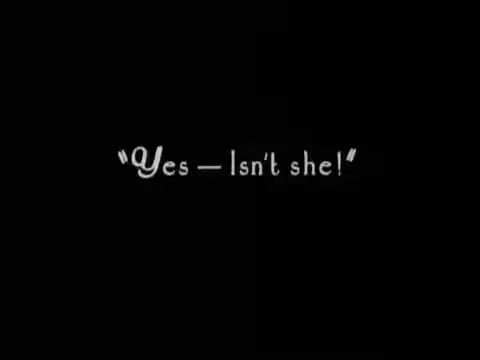 "Yes — Isn't she!"